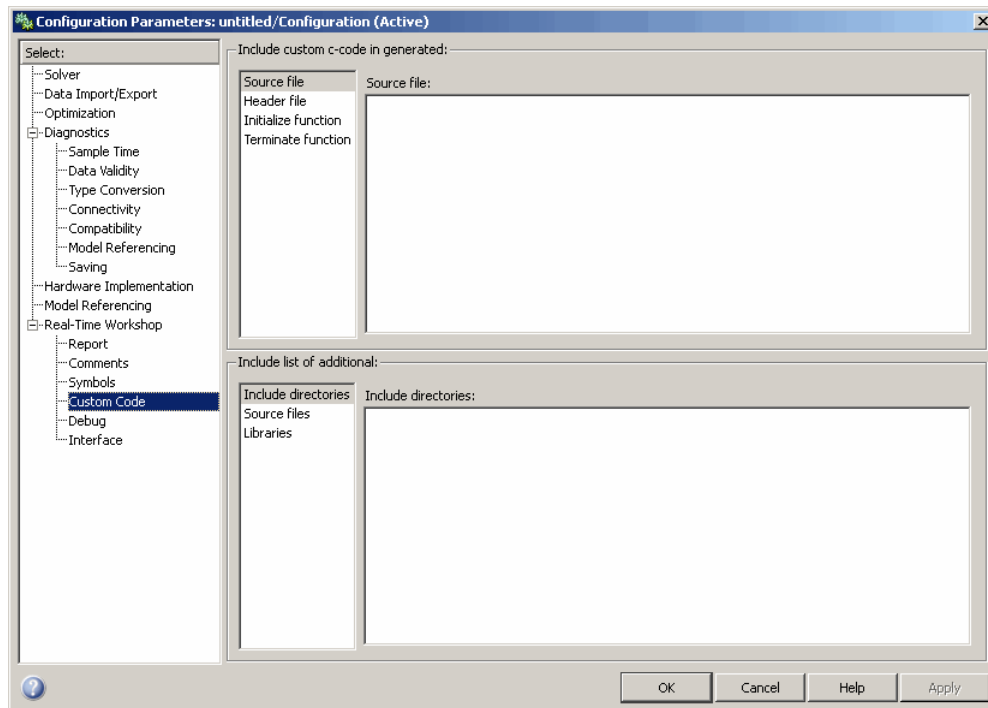 Configuration Parameters: untitled/Configuration (Active)
Select:
Solver
Data Import/Export
Optimization
Diagnostics
Sample Time
Data Validity
Type Conversion
Connectivity
Compatibility
Model Referencing
Saving
Hardware Implementation
Model Referencing
Real-Time Workshop
Report
Comments
Symbols
Custom Code
Debug
Interface
Include custom c-code in generated:
Source file
Header file
Initialize function
Terminate function
Source file:
Include list of additional:
Include directories
Source files
Libraries
Include directories:
?
OK
Cancel
Help
Apply